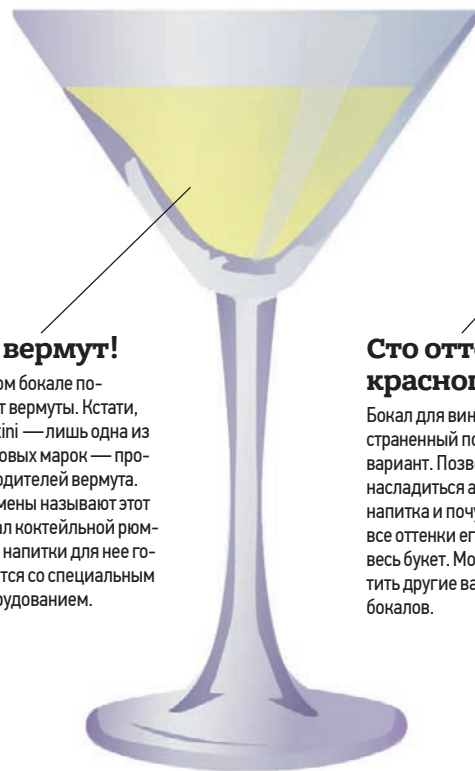 вермут!
ом бокале по-
т вермуты. Кстати,
ini — лишь одна из
овых марок — про-
одителей вермута.
мены называют этот
ал коктейльной рюм-
напитки для нее го-
тся со специальным
рудованием.
Сто отте
красног
Бокал для вин
страненный по
вариант. Позво
насладиться а
напитка и почу
все оттенки ег
весь букет. Мо
тить другие ва
бокалов.